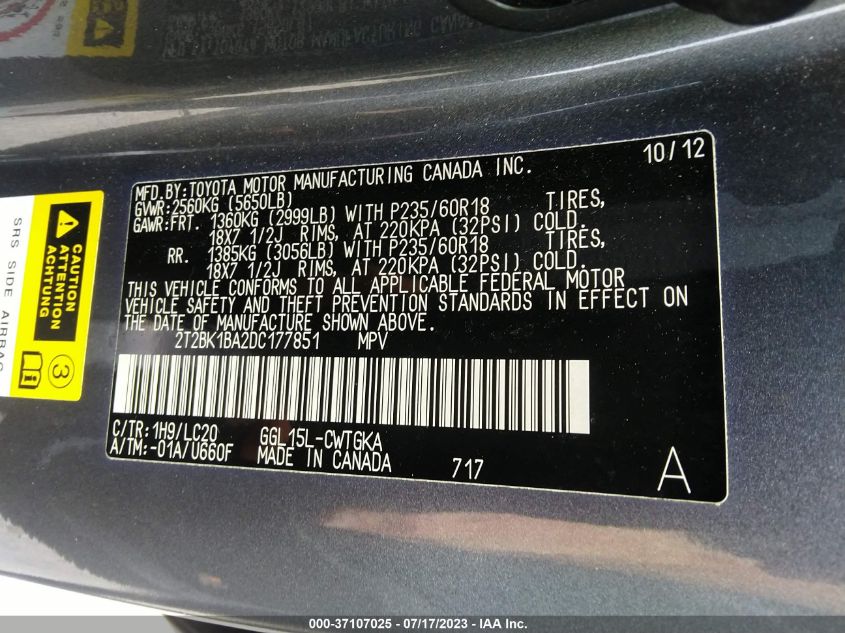 10/12
MFD.BY:TOYOTA MOTOR MANUFACTURING CANADA INC.
GVWR:2560KG (5650LB)
GAWR:FRT. 1360KG (2999LB) WITH P235/60R18 TIRES,
18X7 1/2J RIMS, AT 220KPA (32PSI) COLD.
RR. 1385KG (3056LB) WITH P235/60R18 TIRES,
18X7 1/2J RIMS, AT 220KPA (32PSI) COLD.
THIS VEHICLE CONFORMS TO ALL APPLICABLE FEDERAL MOTOR
VEHICLE SAFETY AND THEFT PREVENTION STANDARDS IN EFFECT ON
THE DATE OF MANUFACTURE SHOWN ABOVE.
2T2BK1BA2DC177851 MPV
C/TR:1H9/LC20 GGL15L-CWTGKA
A/TM:-01A/U660F MADE IN CANADA 717
A
CAUTION
ATTENTION
ACHTUNG
3
SRS SIDE AIRBAG
000-37107025 - 07/17/2023 - IAA Inc.